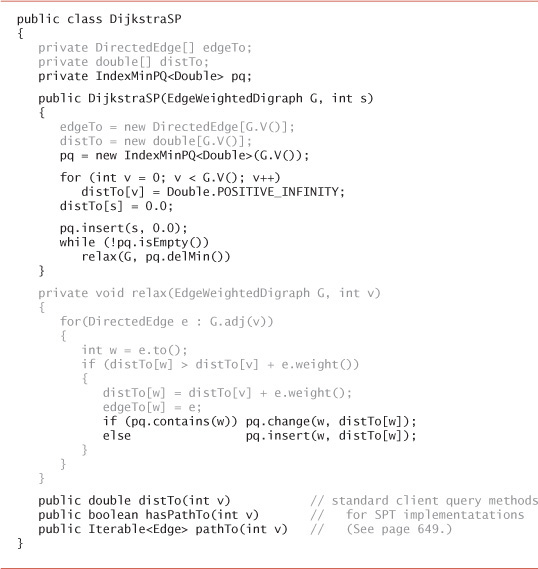 public class DijkstraSP
{
   private DirectedEdge[] edgeTo;
   private double[] distTo;
   private IndexMinPQ<Double> pq;
   public DijkstraSP(EdgeWeightedDigraph G, int s)
   {
      edgeTo = new DirectedEdge[G.V()];
      distTo = new double[G.V()];
      pq = new IndexMinPQ<Double>(G.V());
      for (int v = 0; v < G.V(); v++)
         distTo[v] = Double.POSITIVE_INFINITY;
      distTo[s] = 0.0;
      pq.insert(s, 0.0);
      while (!pq.isEmpty())
         relax(G, pq.delMin())
   }
   private void relax(EdgeWeightedDigraph G, int v)
   {
      for(DirectedEdge e : G.adj(v))
      {
         int w = e.to();
         if (distTo[w] > distTo[v] + e.weight())
         {
            distTo[w] = distTo[v] + e.weight();
            edgeTo[w] = e;
            if (pq.contains(w)) pq.change(w, distTo[w]);
            else                pq.insert(w, distTo[w]);
         }
      }
   }
   public double distTo(int v)           // standard client query methods
   public boolean hasPathTo(int v)       //   for SPT implementatations
   public Iterable<Edge> pathTo(int v)   //   (See page 649.)
}